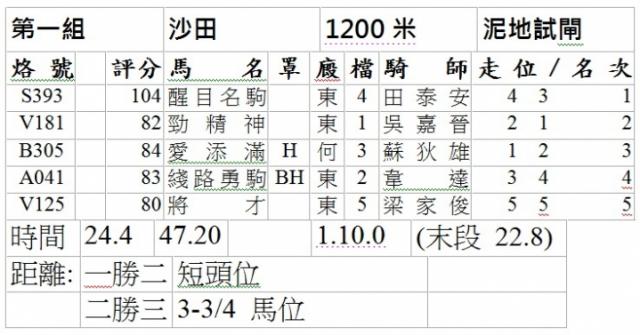 第一組 沙田 1200 米 泥地試閘
烙號 評分 馬名 罩 廄 檔 騎師 走位/名次
S393 104 醒目名駒 東 4 田泰安 4 3 1
V181 82 勁精神 東 1 吳嘉晉 2 1 2
B305 84 愛添滿 H 何 3 蘇狄雄 1 2 3
A041 83 綫路勇駒 BH 東 2 韋達 3 4 4
V125 80 將才 東 5 梁家俊 5 5 5
時間 24.4 47.20 1.10.0 (末段 22.8)
距離: 一勝二 短頭位
二勝三 3-3/4 馬位